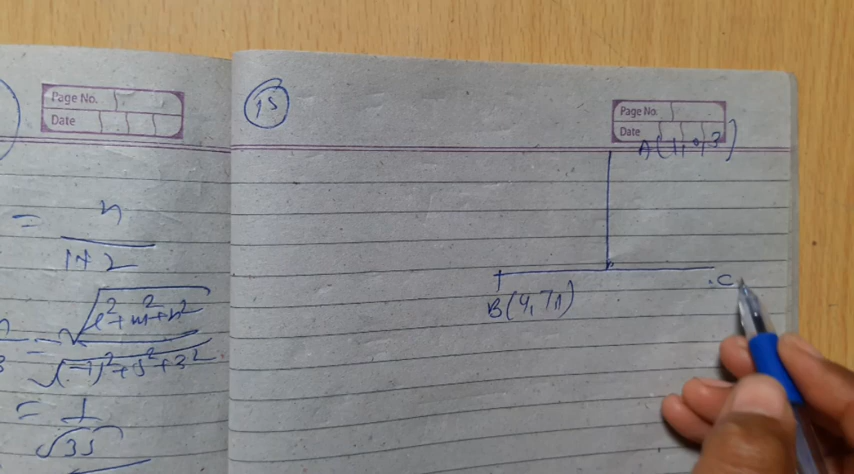 Page No.
Date
= n
1+2
= √l²+m²+n²
√(-1)²+5²+3²
= 1
√35
15
Page No.
Date
A(1, 0, 3)
B(4, 7, 1)
C